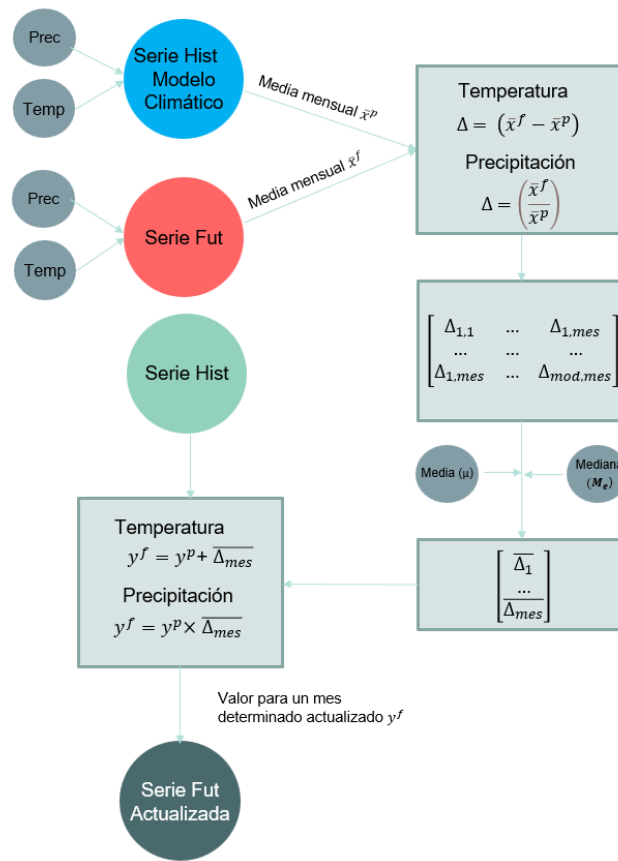 Prec
Temp
Serie Hist
Modelo
Climático
Media mensual x̄ᵖ
Prec
Temp
Serie Fut
Media mensual x̄ᶠ
Temperatura
Δ = (x̄ᶠ − x̄ᵖ)
Precipitación
Δ = (x̄ᶠ / x̄ᵖ)
Serie Hist
Δ₁,₁ ... Δ₁,mes
... ... ...
Δ₁,mes ... Δmod,mes
Media (μ)
Mediana
(Mₑ)
Δ̅₁
...
Δ̅mes
Temperatura
yᶠ = yᵖ + Δ̅mes
Precipitación
yᶠ = yᵖ × Δ̅mes
Valor para un mes
determinado actualizado yᶠ
Serie Fut
Actualizada